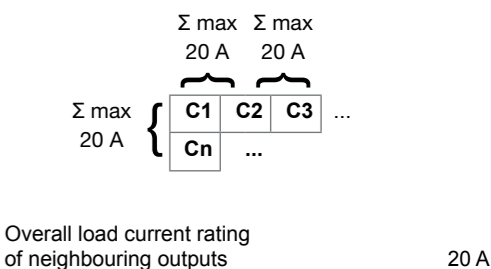 Σ max Σ max
20 A 20 A
Σ max
20 A
C1 C2 C3 ...
Cn ...
Overall load current rating
of neighbouring outputs 20 A